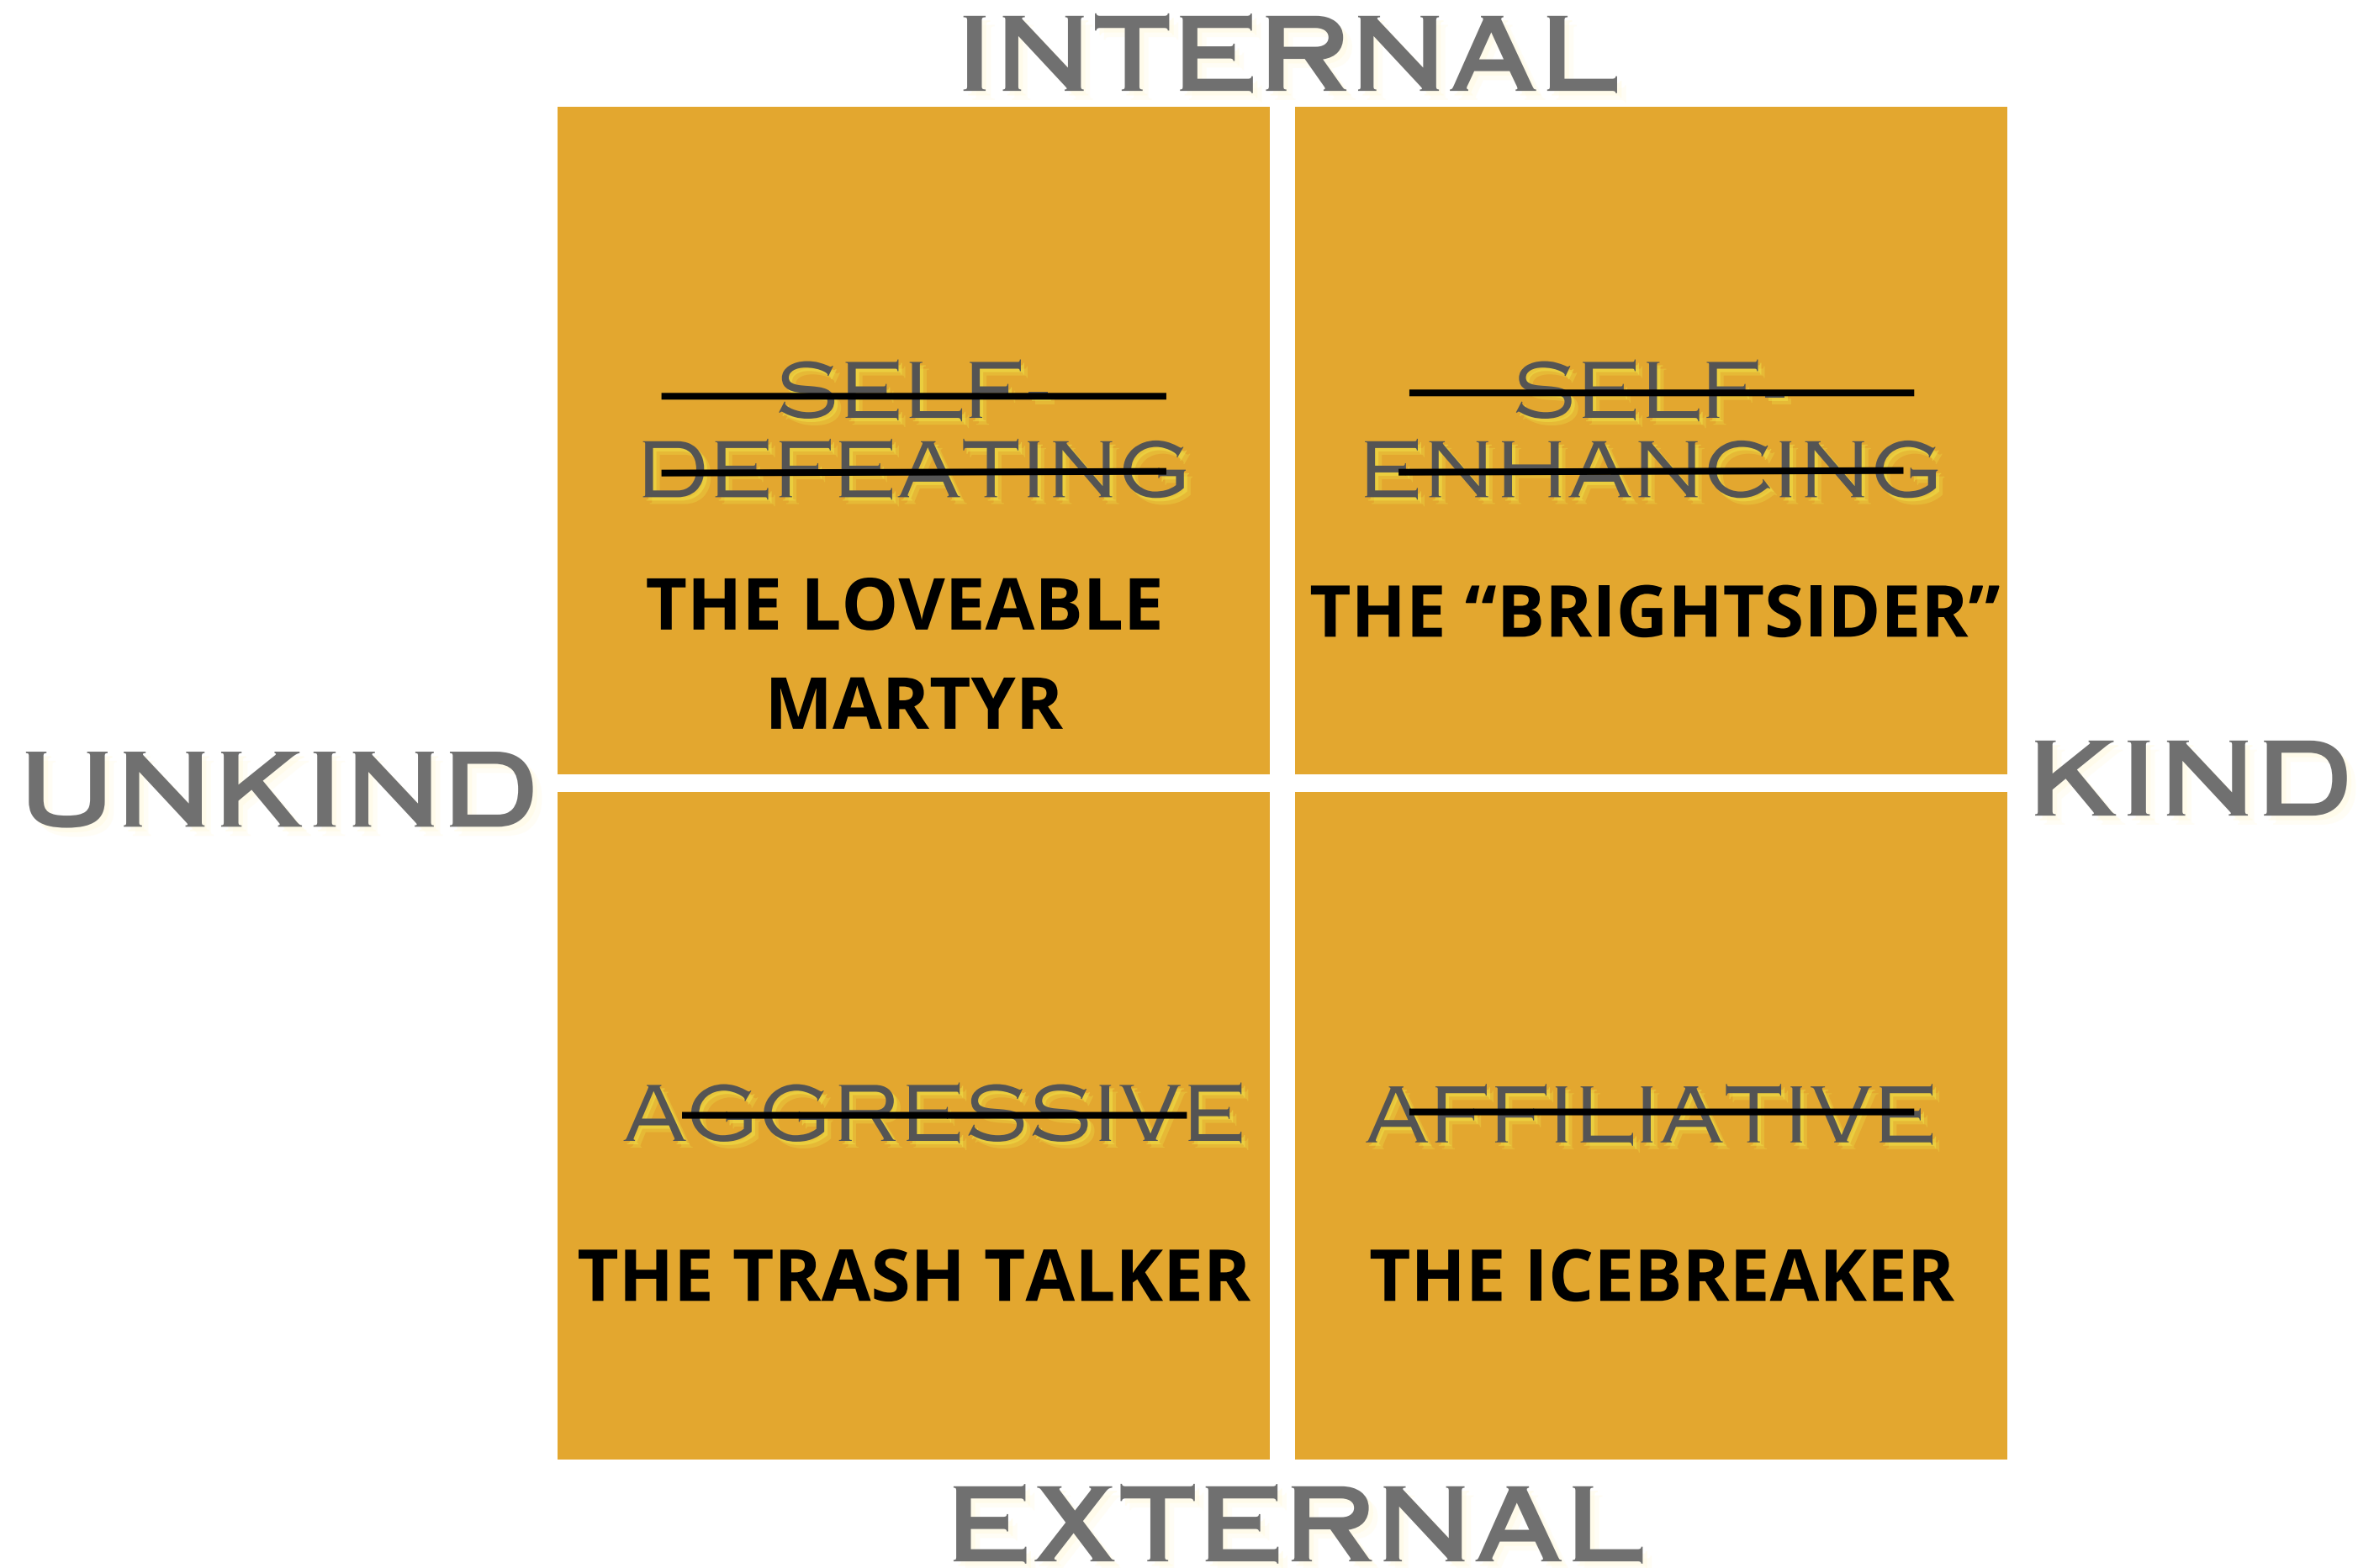 INTERNAL
SELF-
DEFEATING
THE LOVEABLE
MARTYR
SELF-
ENHANCING
THE “BRIGHTSIDER”
UNKIND
KIND
AGGRESSIVE
THE TRASH TALKER
AFFILIATIVE
THE ICEBREAKER
EXTERNAL